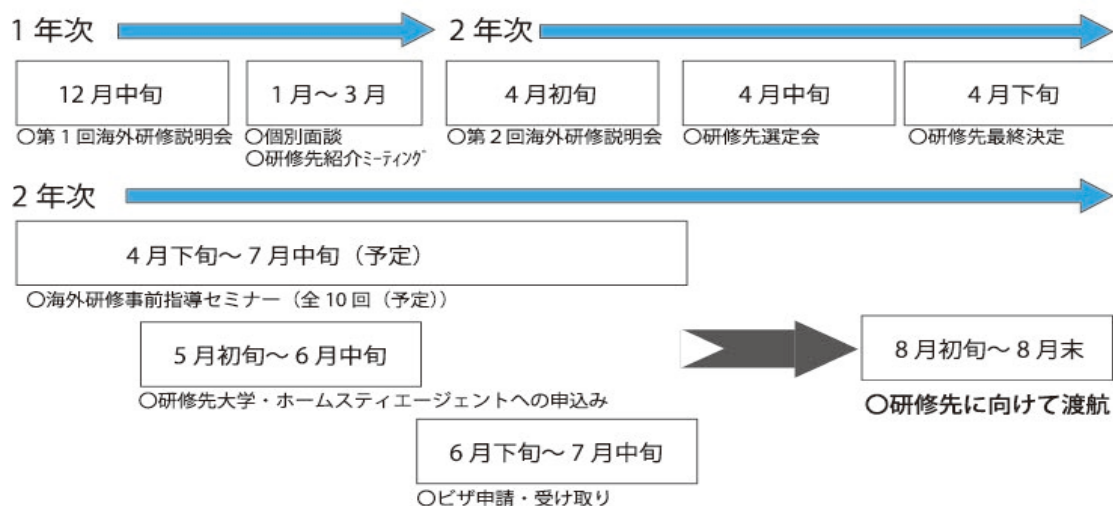 1年次
2年次
12月中旬
1月～3月
4月初旬
4月中旬
4月下旬
○第1回海外研修説明会
○個別面談
○研修先紹介ﾐｰﾃｨﾝｸﾞ
○第2回海外研修説明会
○研修先選定会
○研修先最終決定
2年次
4月下旬～7月中旬（予定）
○海外研修事前指導セミナー（全10回（予定））
5月初旬～6月中旬
○研修先大学・ホームスティエージェントへの申込み
6月下旬～7月中旬
○ビザ申請・受け取り
8月初旬～8月末
○研修先に向けて渡航